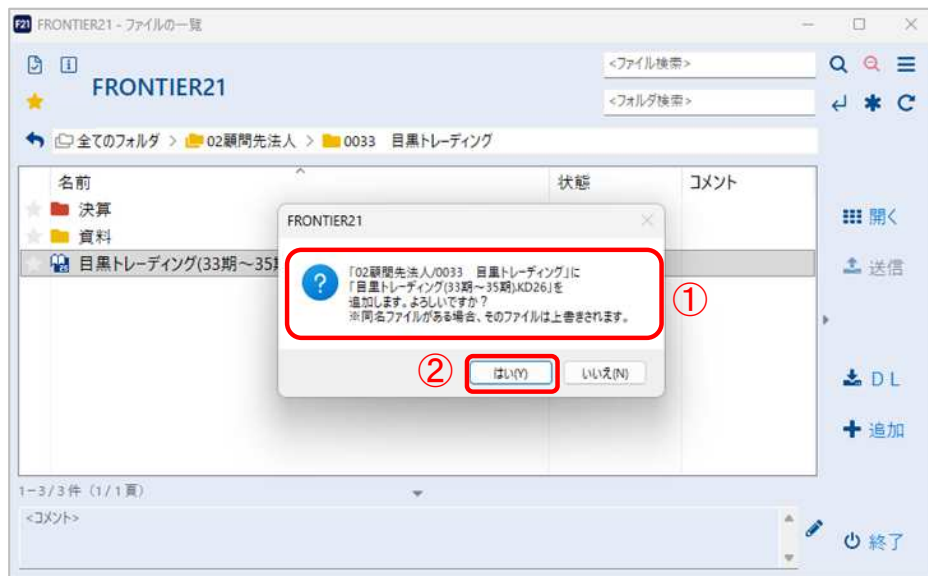 F21 FRONTIER21 - ファイルの一覧
<ファイル検索>
FRONTIER21
<フォルダ検索>
全てのフォルダ > 02顧問先法人 > 0033 目黒トレーディング
名前 状態 コメント
決算
資料
目黒トレーディング(33期～35期
FRONTIER21
「02顧問先法人/0033 目黒トレーディング」に
「目黒トレーディング(33期～35期).KD26」を
追加します。よろしいですか？
※同名ファイルがある場合、そのファイルは上書きされます。
①
②
はい(Y) いいえ(N)
開く
送信
DL
追加
1-3/3件 (1/1頁)
<コメント>
終了